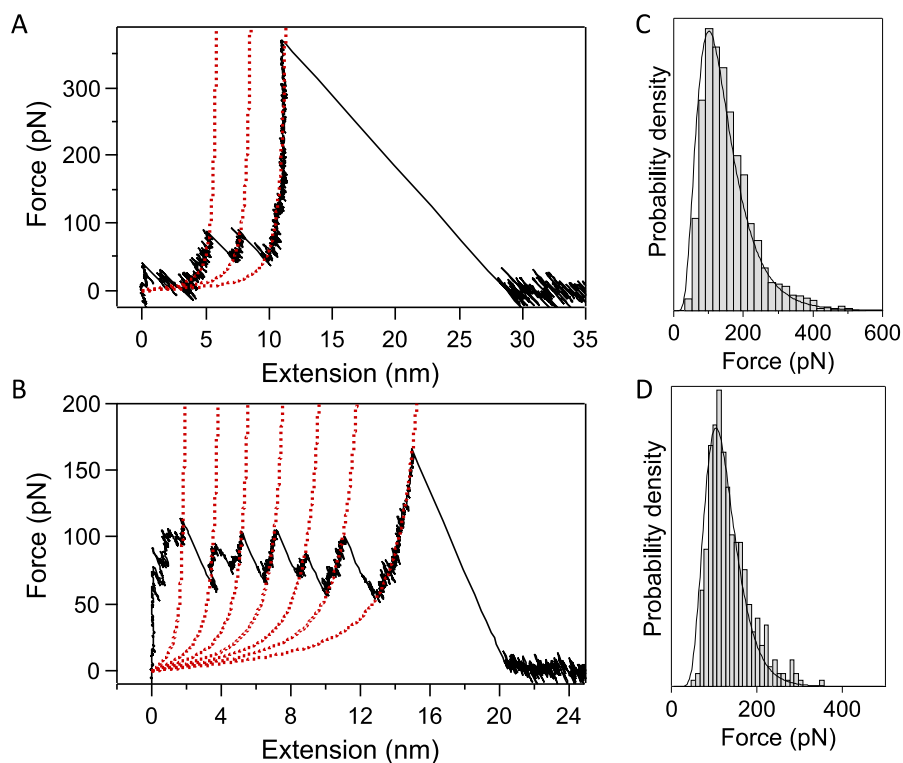 A
Force (pN)
300
200
100
0
0 5 10 15 20 25 30 35
Extension (nm)
B
Force (pN)
200
150
100
50
0
0 4 8 12 16 20 24
Extension (nm)
C
Probability density
0 200 400 600
Force (pN)
D
Probability density
0 200 400
Force (pN)